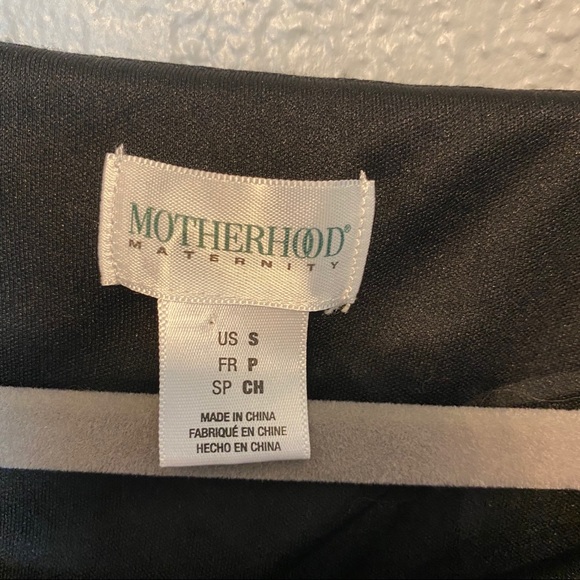 MOTHERHOOD®
MATERNITY
US S
FR P
SP CH
MADE IN CHINA
FABRIQUÉ EN CHINE
HECHO EN CHINA